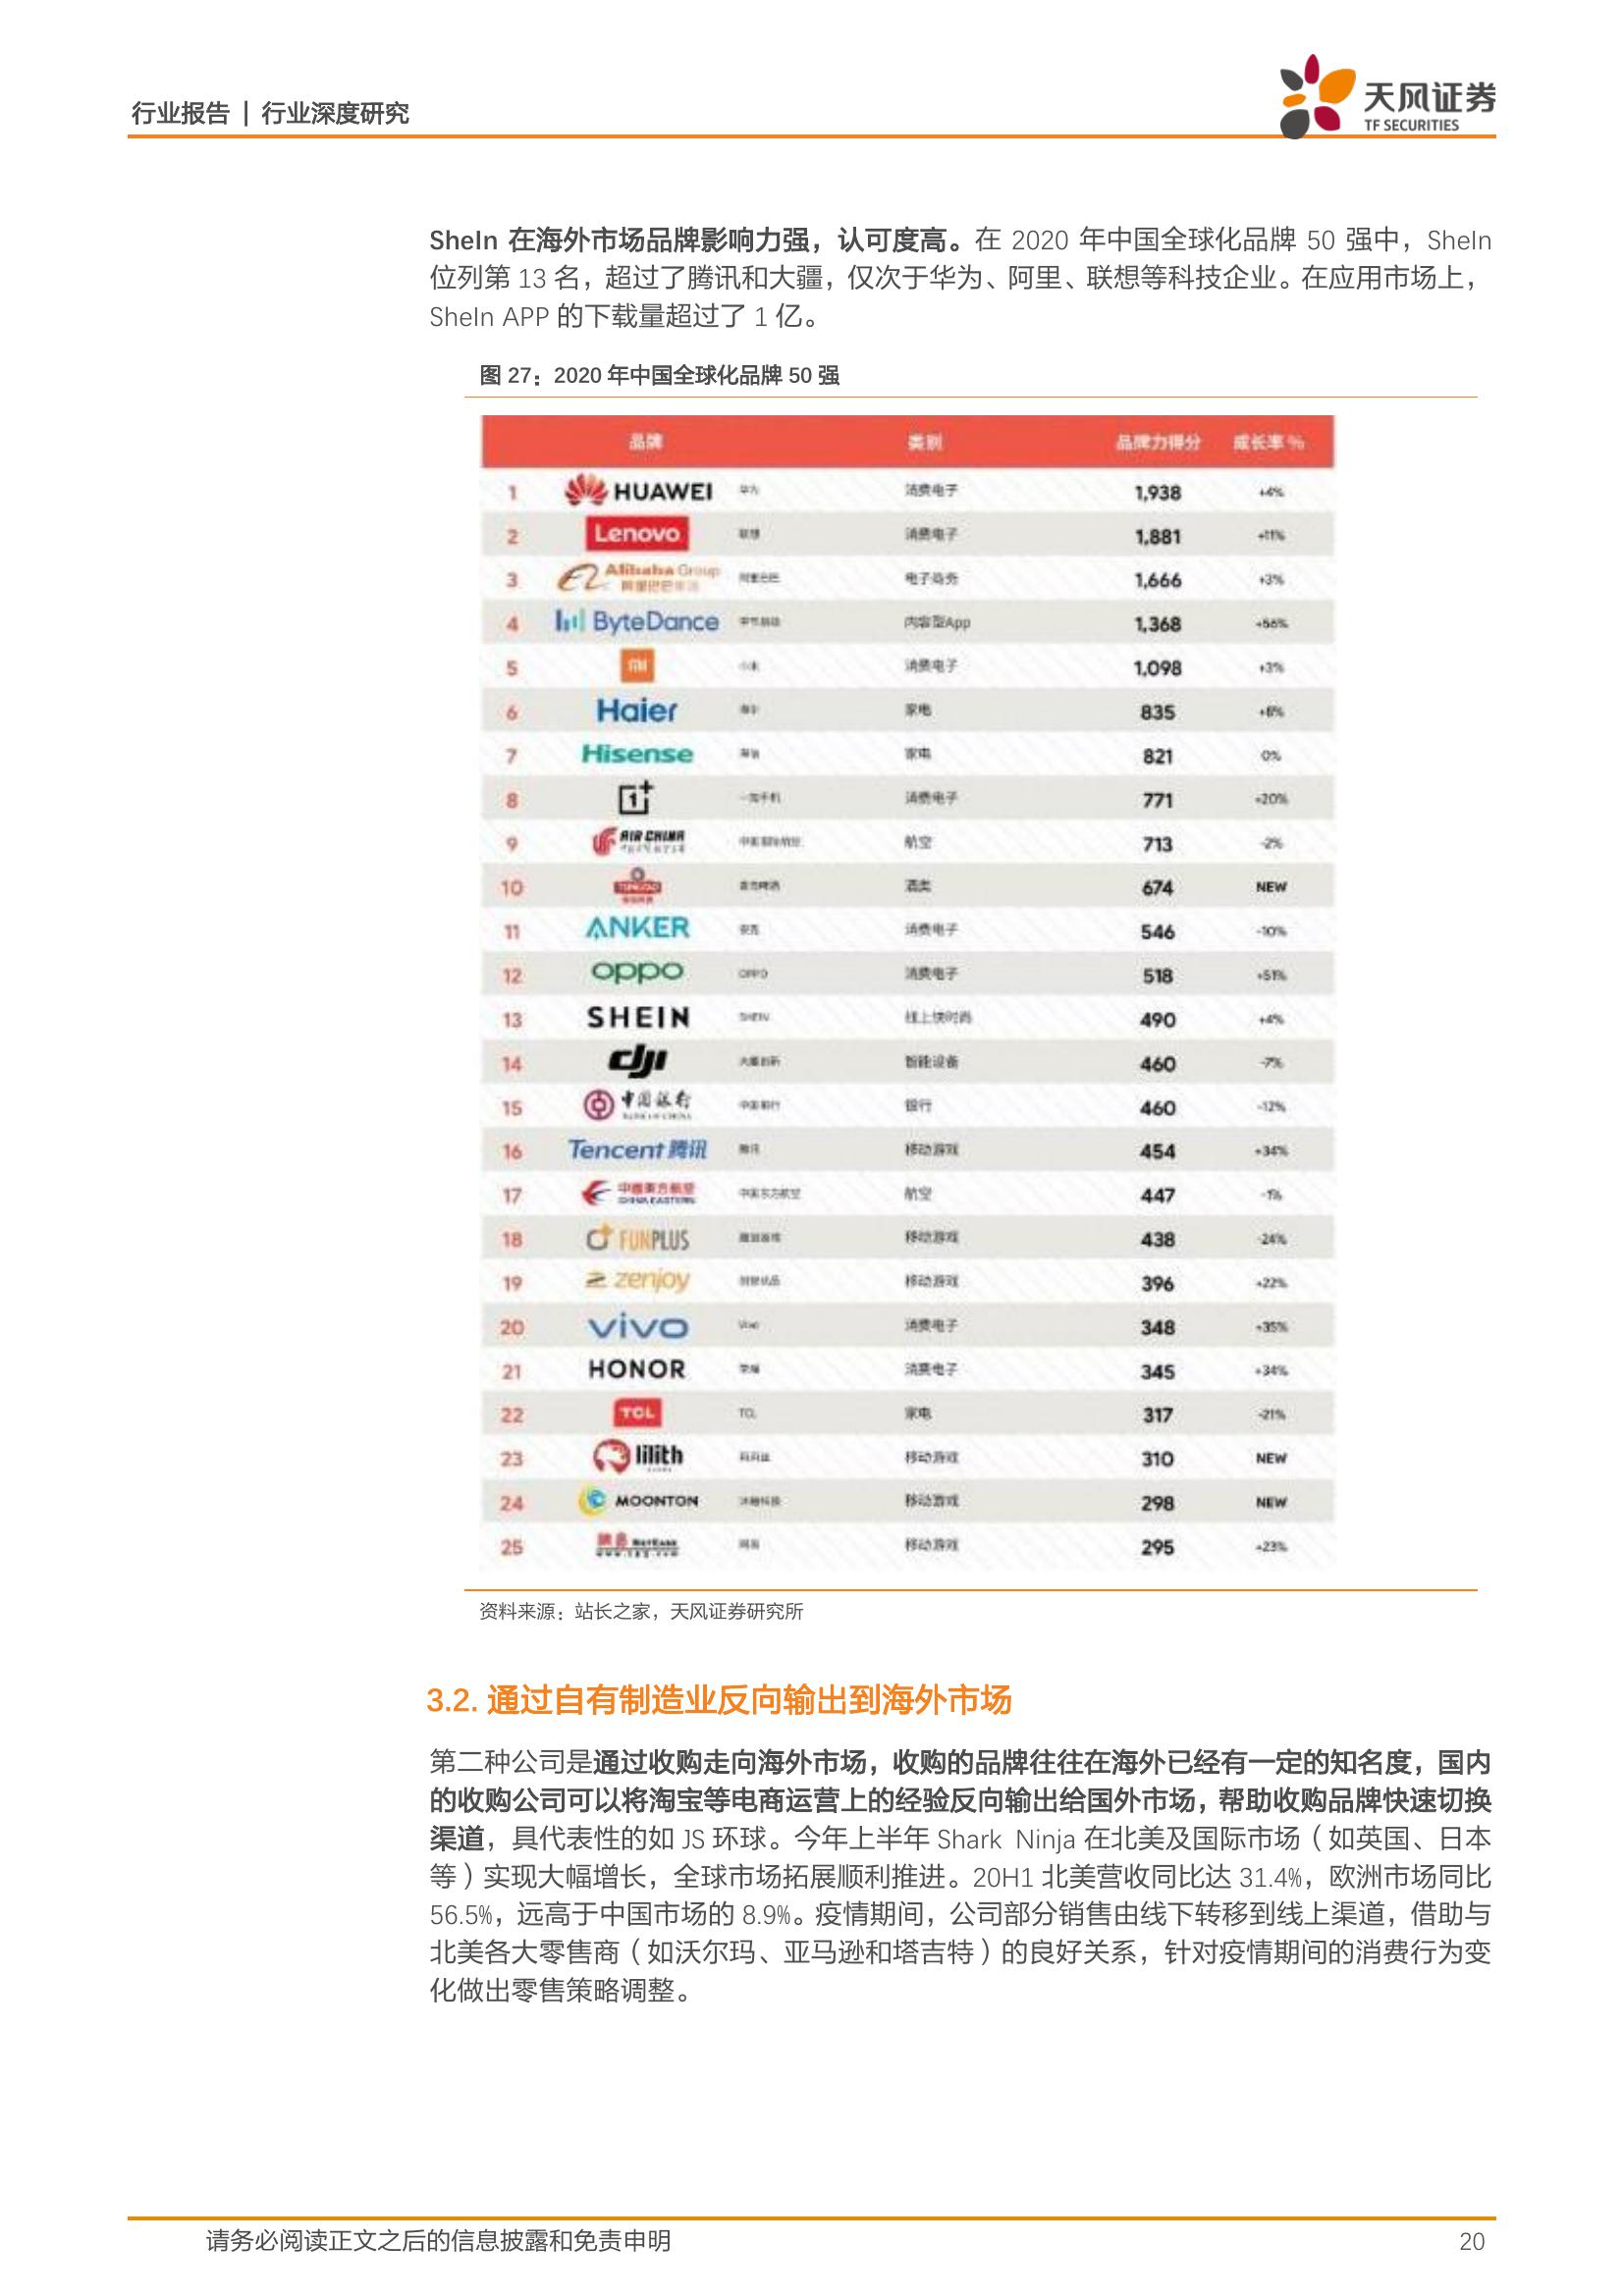 行业报告 | 行业深度研究
天风证券
TF SECURITIES
SheIn 在海外市场品牌影响力强，认可度高。在 2020 年中国全球化品牌 50 强中，SheIn
位列第 13 名，超过了腾讯和大疆，仅次于华为、阿里、联想等科技企业。在应用市场上，
SheIn APP 的下载量超过了 1 亿。
图 27：2020 年中国全球化品牌 50 强
品牌 类别 品牌力得分 成长率 %
1 HUAWEI 华为 消费电子 1,938 +4%
2 Lenovo 联想 消费电子 1,881 +11%
3 Alibaba Group 阿里巴巴 电子商务 1,666 +3%
4 ByteDance 字节跳动 内容型App 1,368
5 mi 小米 消费电子 1,098 +3%
6 Haier 海尔 家电 835
7 Hisense 海信 家电 821 0%
8 一加手机 消费电子 771 +20%
9 AIR CHINA 中国国际航空 航空 713 -2%
10 青岛啤酒 酒类 674 NEW
11 ANKER 消费电子 546 -10%
12 oppo OPPO 消费电子 518 +51%
13 SHEIN SHEIN 线上快时尚 490 +4%
14 dji 大疆创新 智能设备 460 -7%
15 中国银行 BANK OF CHINA 中国银行 银行 460 -12%
16 Tencent 腾讯 腾讯 移动游戏 454 +34%
17 中國東方航空 CHINA EASTERN 中国东方航空 航空 447 -1%
18 FUNPLUS 移动游戏 438 -24%
19 zenjoy 移动游戏 396 +22%
20 vivo Vivo 消费电子 348 +35%
21 HONOR 荣耀 消费电子 345 +34%
22 TCL TCL 家电 317 -21%
23 lilith 莉莉丝 移动游戏 310 NEW
24 MOONTON 沐瞳科技 移动游戏 298 NEW
25 NetEase 网易 移动游戏 295 +23%
资料来源：站长之家，天风证券研究所
3.2. 通过自有制造业反向输出到海外市场
第二种公司是通过收购走向海外市场，收购的品牌往往在海外已经有一定的知名度，国内
的收购公司可以将淘宝等电商运营上的经验反向输出给国外市场，帮助收购品牌快速切换
渠道，具代表性的如 JS 环球。今年上半年 Shark Ninja 在北美及国际市场（如英国、日本
等）实现大幅增长，全球市场拓展顺利推进。20H1 北美营收同比达 31.4%，欧洲市场同比
56.5%，远高于中国市场的 8.9%。疫情期间，公司部分销售由线下转移到线上渠道，借助与
北美各大零售商（如沃尔玛、亚马逊和塔吉特）的良好关系，针对疫情期间的消费行为变
化做出零售策略调整。
请务必阅读正文之后的信息披露和免责申明 20